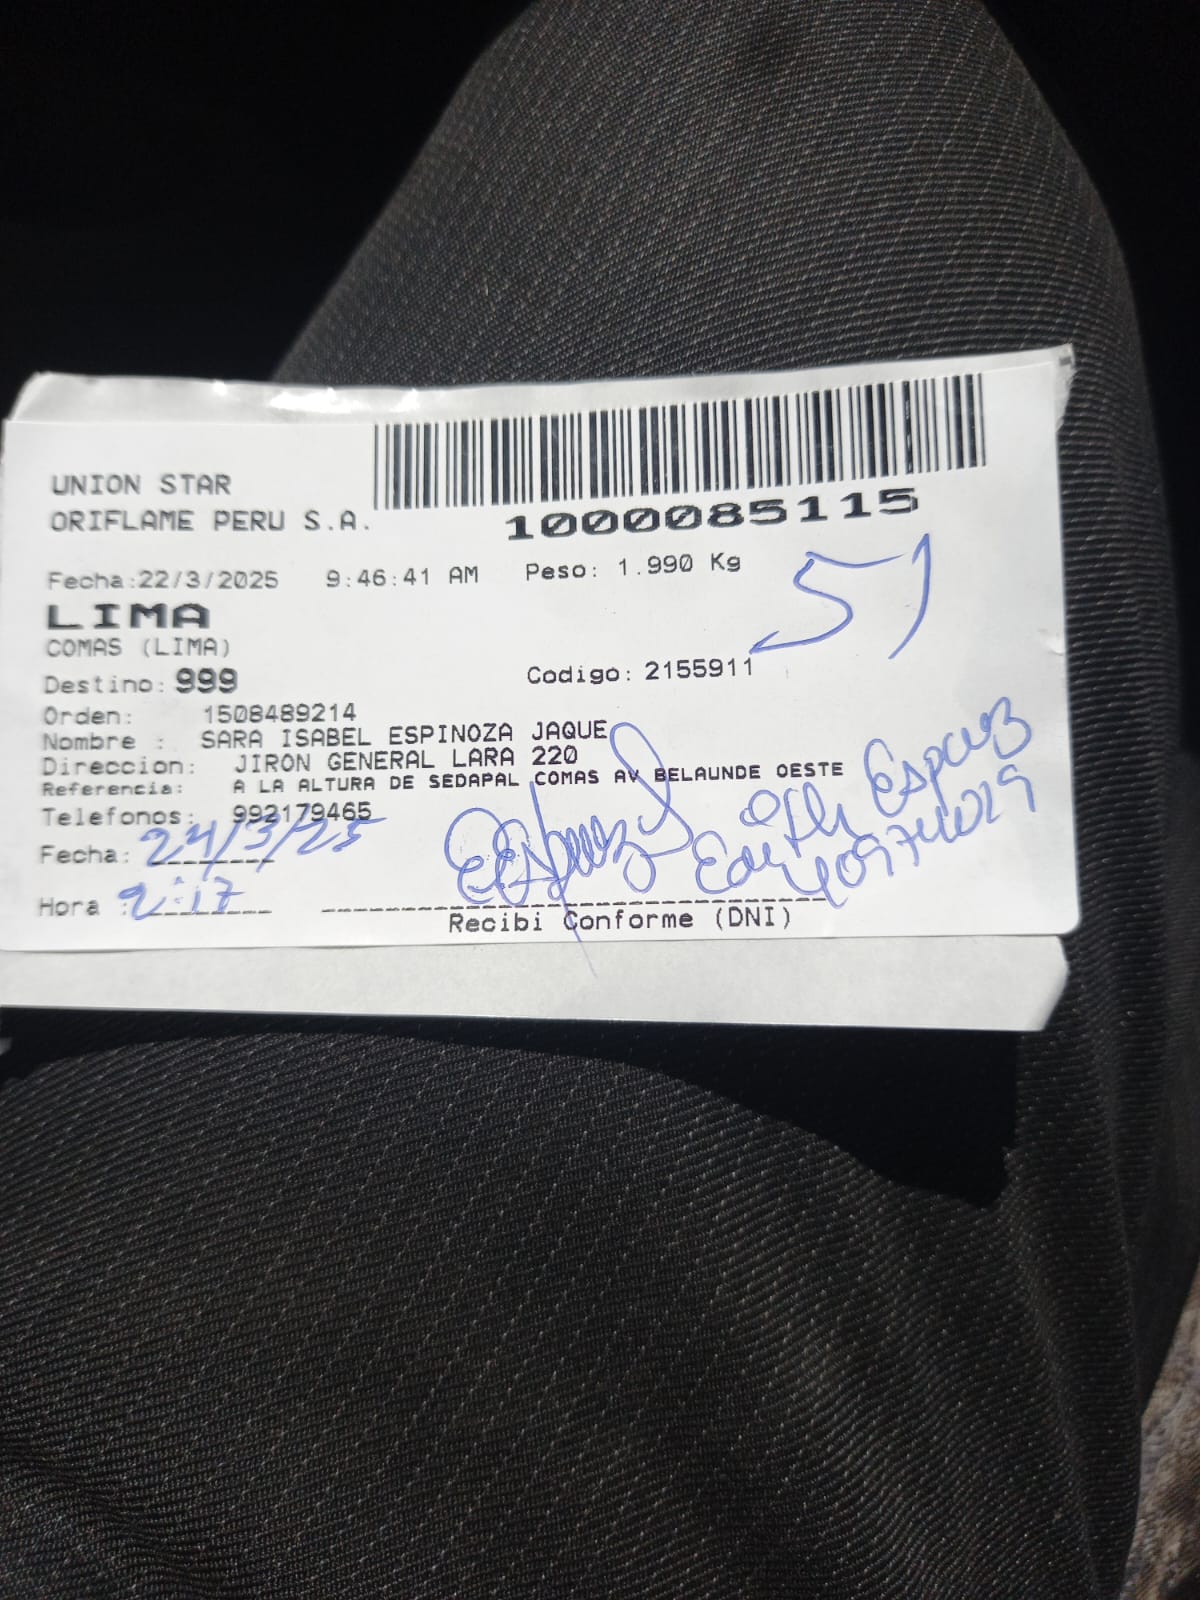 UNION STAR
ORIFLAME PERU S.A.
1000085115
Fecha:22/3/2025 9:46:41 AM Peso: 1.990 Kg
51
LIMA
COMAS (LIMA)
Destino: 999 Codigo: 2155911
Orden: 1508489214
Nombre : SARA ISABEL ESPINOZA JAQUE
Direccion: JIRON GENERAL LARA 220
Referencia: A LA ALTURA DE SEDAPAL COMAS AV BELAUNDE OESTE
Telefonos: 992179465
Fecha: 24/3/25
Edith
Hora : 2:17
Recibi Conforme (DNI)